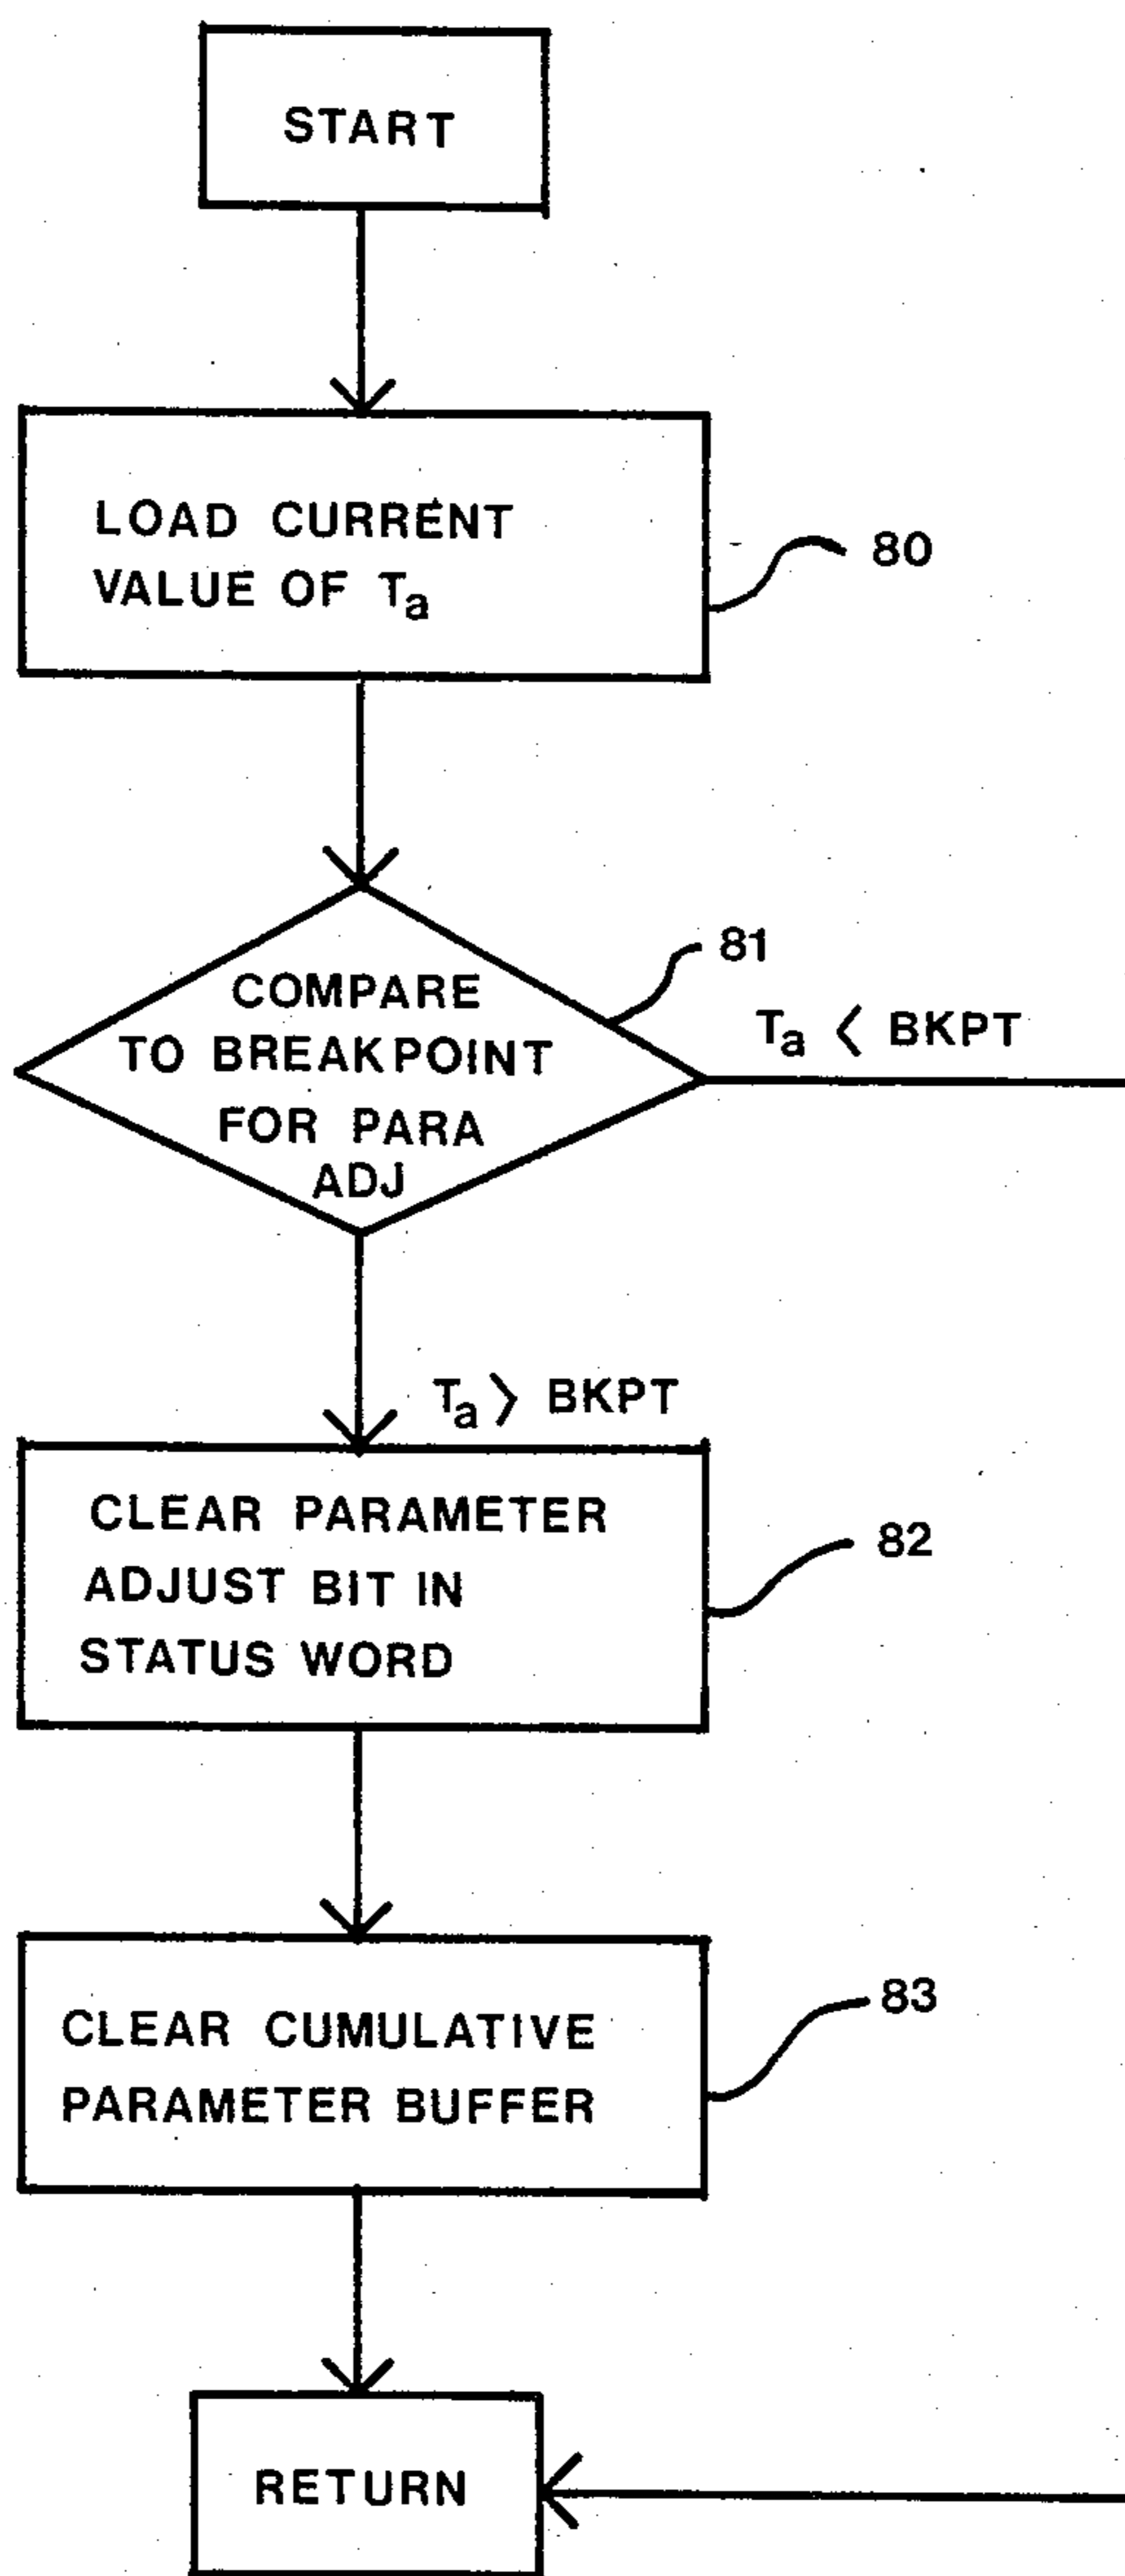 START
LOAD CURRENT
VALUE OF Ta
80
COMPARE
TO BREAKPOINT
FOR PARA
ADJ
81
Ta < BKPT
Ta > BKPT
CLEAR PARAMETER
ADJUST BIT IN
STATUS WORD
82
CLEAR CUMULATIVE
PARAMETER BUFFER
83
RETURN